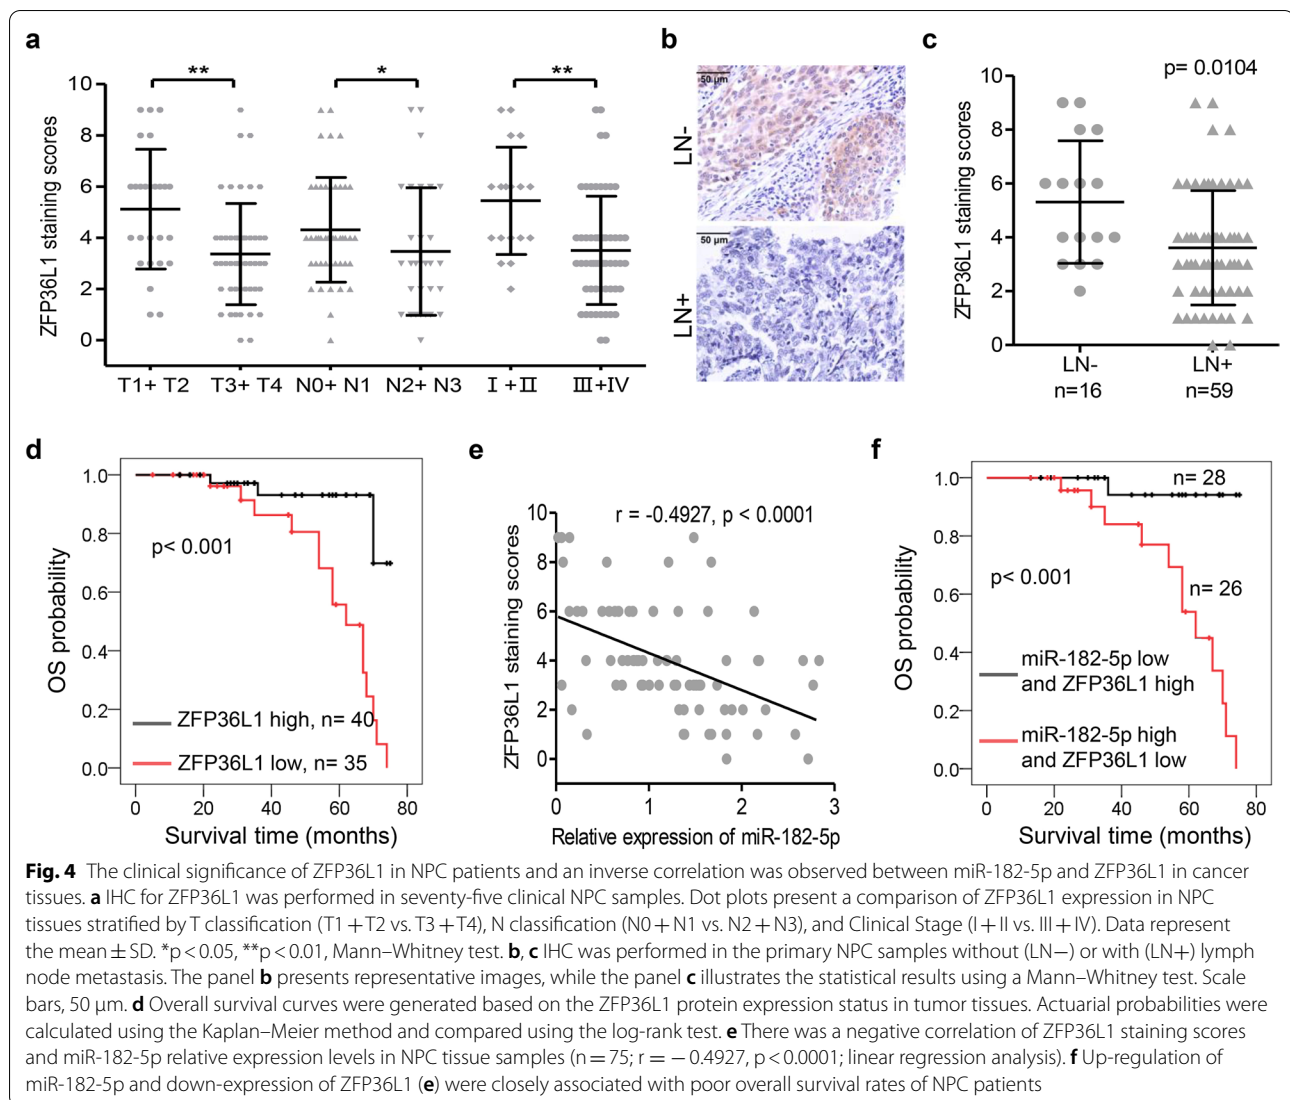 a
** * **
ZFP36L1 staining scores
10
8
6
4
2
0
T1+ T2 T3+ T4 N0+ N1 N2+ N3 I +II III+IV
b
50 µm
LN-
50 µm
LN+
c
p= 0.0104
ZFP36L1 staining scores
10
8
6
4
2
0
LN- LN+
n=16 n=59
d
OS probability
1.0
0.8
0.6
0.4
0.2
0.0
p< 0.001
ZFP36L1 high, n= 40
ZFP36L1 low, n= 35
0 20 40 60 80
Survival time (months)
e
r = -0.4927, p < 0.0001
ZFP36L1 staining scores
10
8
6
4
2
0
0 1 2 3
Relative expression of miR-182-5p
f
OS probability
1.0
0.8
0.6
0.4
0.2
0.0
n= 28
p< 0.001
n= 26
miR-182-5p low
and ZFP36L1 high
miR-182-5p high
and ZFP36L1 low
0 20 40 60 80
Survival time (months)
Fig. 4 The clinical significance of ZFP36L1 in NPC patients and an inverse correlation was observed between miR-182-5p and ZFP36L1 in cancer
tissues. a IHC for ZFP36L1 was performed in seventy-five clinical NPC samples. Dot plots present a comparison of ZFP36L1 expression in NPC
tissues stratified by T classification (T1 + T2 vs. T3 + T4), N classification (N0 + N1 vs. N2 + N3), and Clinical Stage (I + II vs. III + IV). Data represent
the mean ± SD. *p < 0.05, **p < 0.01, Mann–Whitney test. b, c IHC was performed in the primary NPC samples without (LN−) or with (LN+) lymph
node metastasis. The panel b presents representative images, while the panel c illustrates the statistical results using a Mann–Whitney test. Scale
bars, 50 µm. d Overall survival curves were generated based on the ZFP36L1 protein expression status in tumor tissues. Actuarial probabilities were
calculated using the Kaplan–Meier method and compared using the log-rank test. e There was a negative correlation of ZFP36L1 staining scores
and miR-182-5p relative expression levels in NPC tissue samples (n = 75; r = − 0.4927, p < 0.0001; linear regression analysis). f Up-regulation of
miR-182-5p and down-expression of ZFP36L1 (e) were closely associated with poor overall survival rates of NPC patients